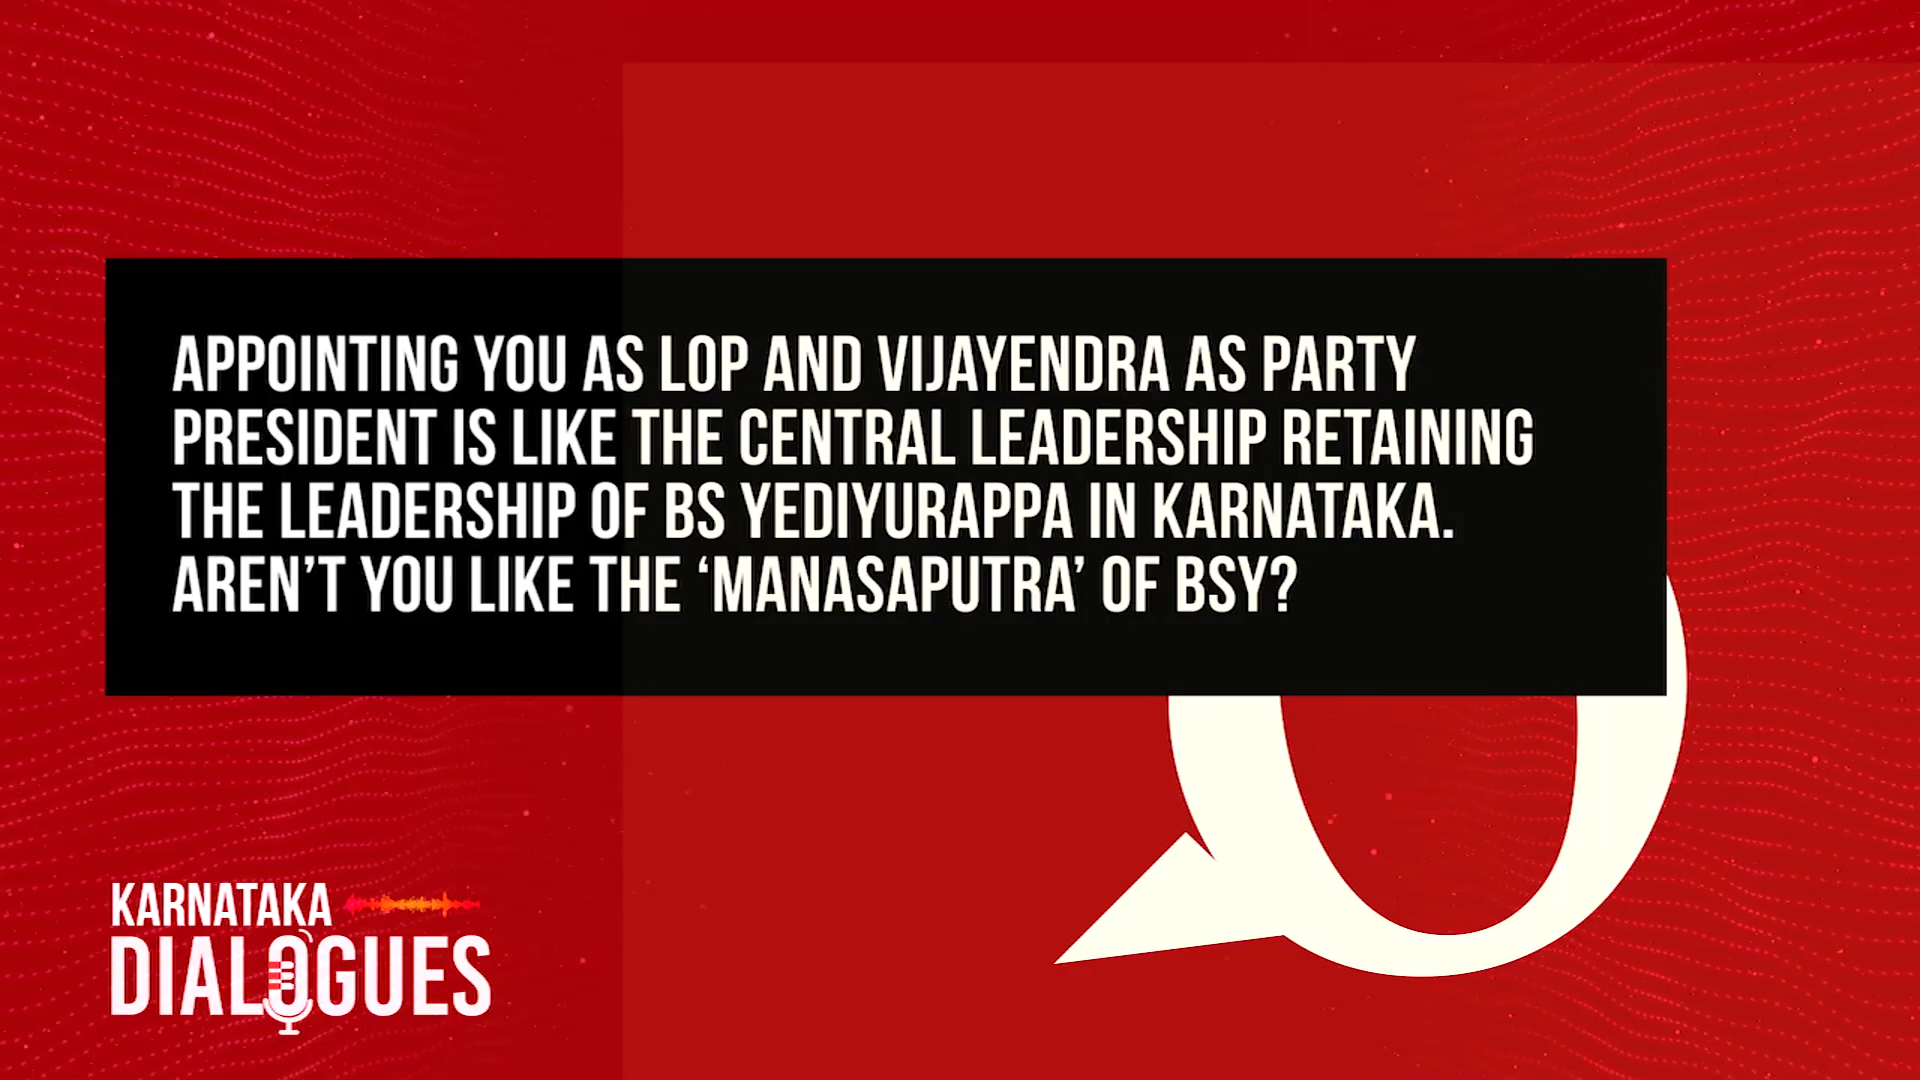 APPOINTING YOU AS LOP AND VIJAYENDRA AS PARTY
PRESIDENT IS LIKE THE CENTRAL LEADERSHIP RETAINING
THE LEADERSHIP OF BS YEDIYURAPPA IN KARNATAKA.
AREN'T YOU LIKE THE ‘MANASAPUTRA’ OF BSY?
KARNATAKA
DIALOGUES